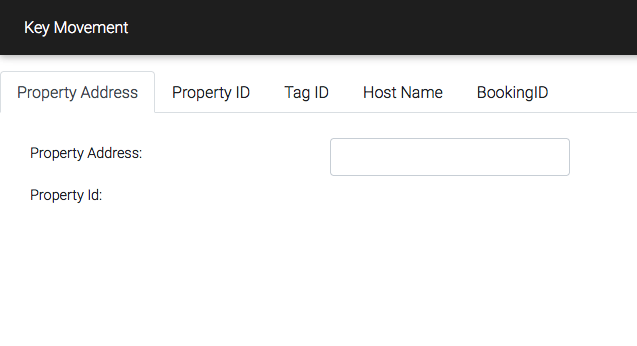 Key Movement
Property Address Property ID Tag ID Host Name BookingID
Property Address:
Property Id: